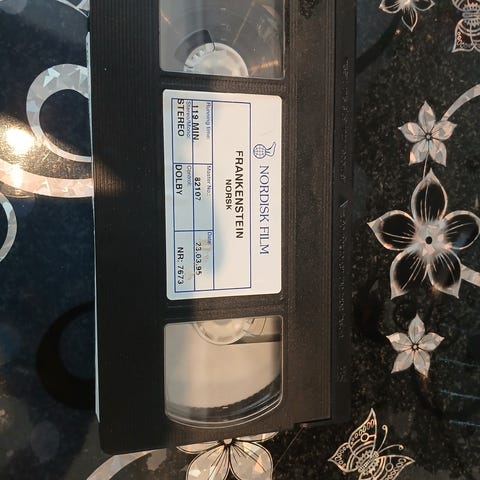 NORDISK FILM
FRANKENSTEIN
NORSK
Running time: Master No.: Date:
119 MIN. 82107 23.03.95
Stereo/Mono: Control:
STEREO DOLBY NR: 7673